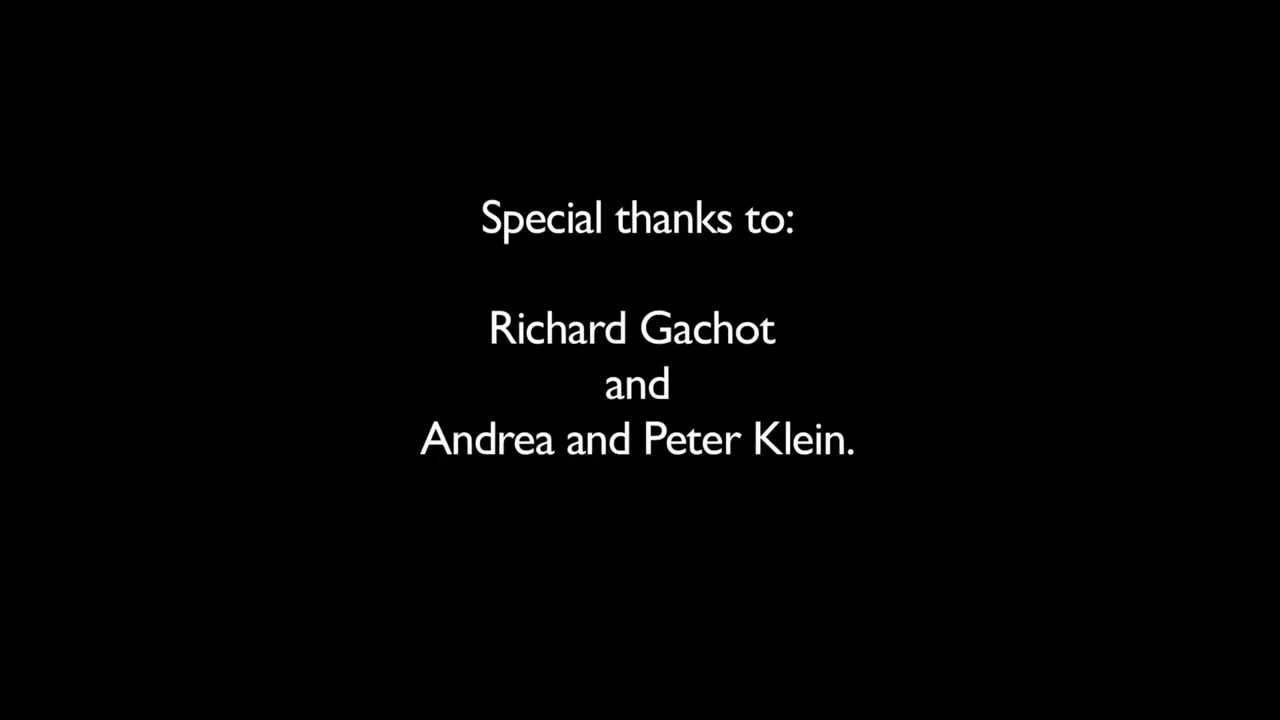 Special thanks to:
Richard Gachot
and
Andrea and Peter Klein.